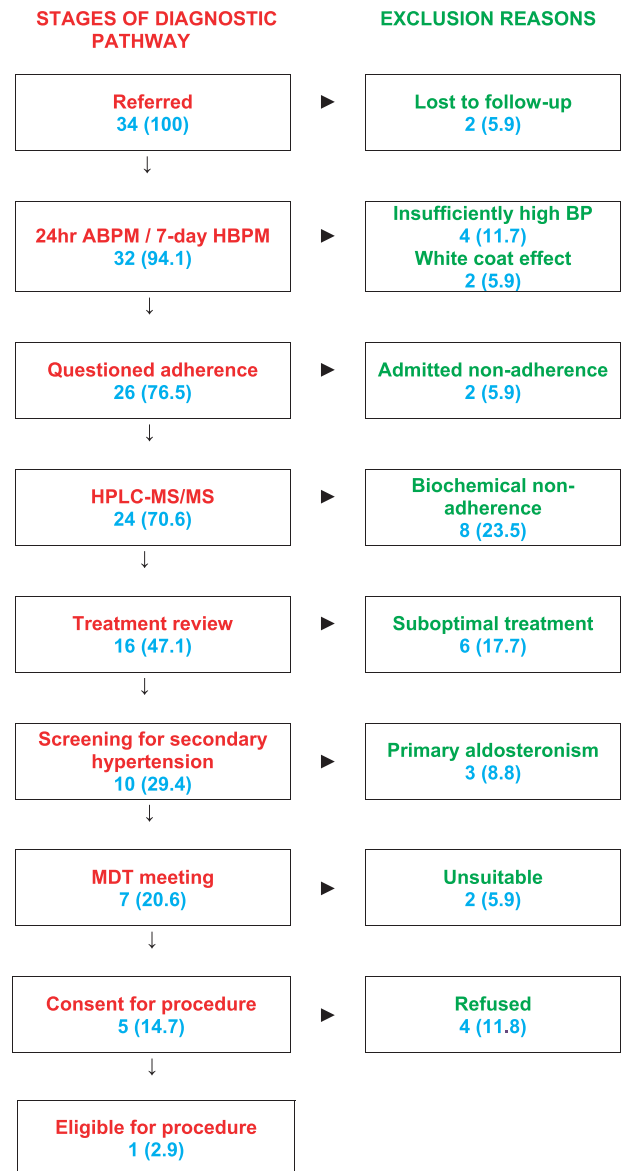 STAGES OF DIAGNOSTIC
PATHWAY
EXCLUSION REASONS
Referred
34 (100)
Lost to follow-up
2 (5.9)
24hr ABPM / 7-day HBPM
32 (94.1)
Insufficiently high BP
4 (11.7)
White coat effect
2 (5.9)
Questioned adherence
26 (76.5)
Admitted non-adherence
2 (5.9)
HPLC-MS/MS
24 (70.6)
Biochemical non-
adherence
8 (23.5)
Treatment review
16 (47.1)
Suboptimal treatment
6 (17.7)
Screening for secondary
hypertension
10 (29.4)
Primary aldosteronism
3 (8.8)
MDT meeting
7 (20.6)
Unsuitable
2 (5.9)
Consent for procedure
5 (14.7)
Refused
4 (11.8)
Eligible for procedure
1 (2.9)